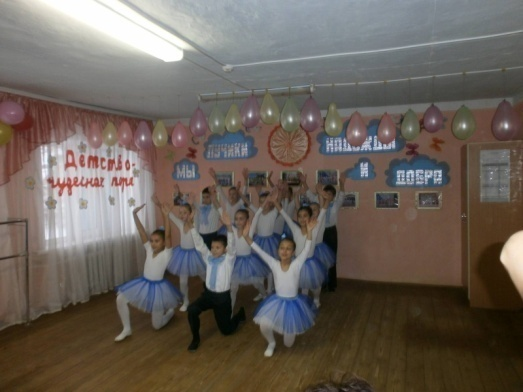 Детство-
чудесная пора
Мы лучики надежды
и добра